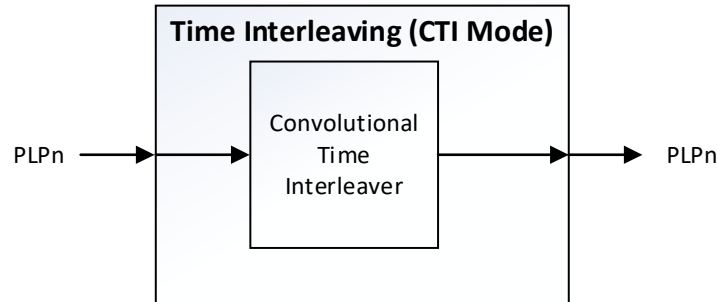 Time Interleaving (CTI Mode)
Convolutional
Time
Interleaver
PLPn
PLPn